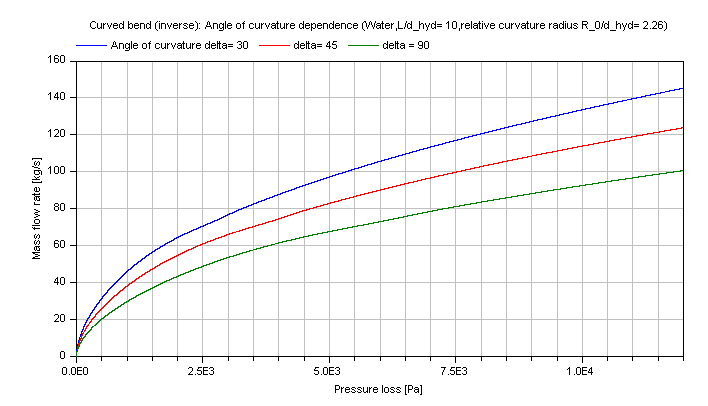 Curved bend (inverse): Angle of curvature dependence (Water,L/d_hyd= 10,relative curvature radius R_0/d_hyd= 2.26)
Angle of curvature delta= 30 delta= 45 delta = 90
160
140
120
100
80
60
40
20
0
Mass flow rate [kg/s]
0.0E0 2.5E3 5.0E3 7.5E3 1.0E4
Pressure loss [Pa]